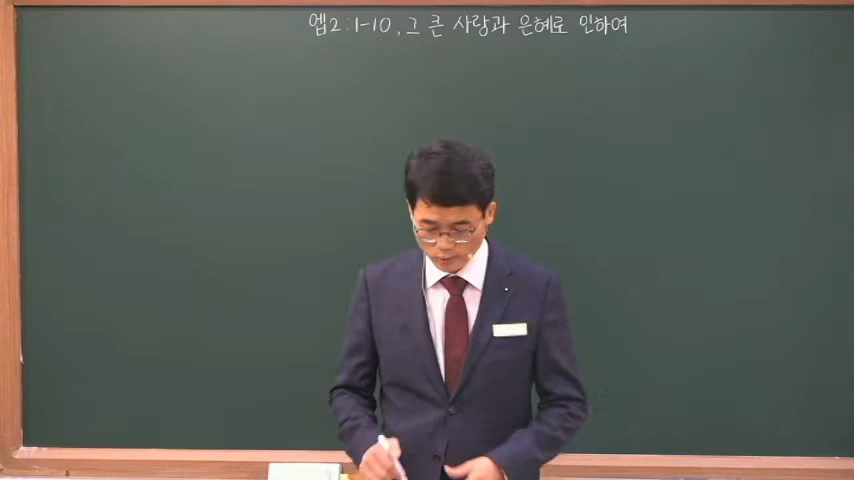 엡2:1-10, 그 큰 사랑과 은혜로 인하여